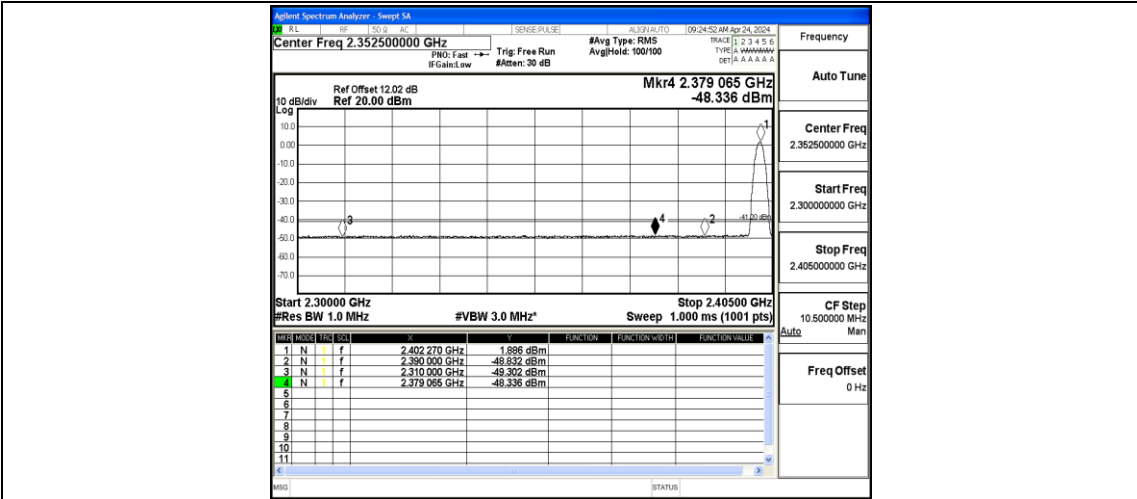 Agilent Spectrum Analyzer - Swept SA
RL RF 50 Ω AC SENSE:PULSE ALIGN AUTO 09:24:52 AM Apr 24, 2024
Center Freq 2.352500000 GHz
PNO: Fast
IFGain:Low
Trig: Free Run
#Atten: 30 dB
#Avg Type: RMS
Avg|Hold: 100/100
TRACE 1 2 3 4 5 6
TYPE A WWWWW
DET A A A A A A
Frequency
Auto Tune
Center Freq
2.352500000 GHz
Start Freq
2.300000000 GHz
Stop Freq
2.405000000 GHz
CF Step
10.500000 MHz
Auto Man
Freq Offset
0 Hz
Mkr4 2.379 065 GHz
-48.336 dBm
Ref Offset 12.02 dB
10 dB/div Ref 20.00 dBm
Log
10.0
0.00
-10.0
-20.0
-30.0
-40.0
-50.0
-60.0
-70.0
1
3
4
2
-41.20 dBm
Start 2.30000 GHz Stop 2.40500 GHz
#Res BW 1.0 MHz #VBW 3.0 MHz* Sweep 1.000 ms (1001 pts)
MKR MODE TRC SCL X Y FUNCTION FUNCTION WIDTH FUNCTION VALUE
1 N 1 f 2.402 270 GHz 1.886 dBm
2 N 1 f 2.390 000 GHz -48.832 dBm
3 N 1 f 2.310 000 GHz -49.302 dBm
4 N 1 f 2.379 065 GHz -48.336 dBm
5
6
7
8
9
10
11
MSG STATUS